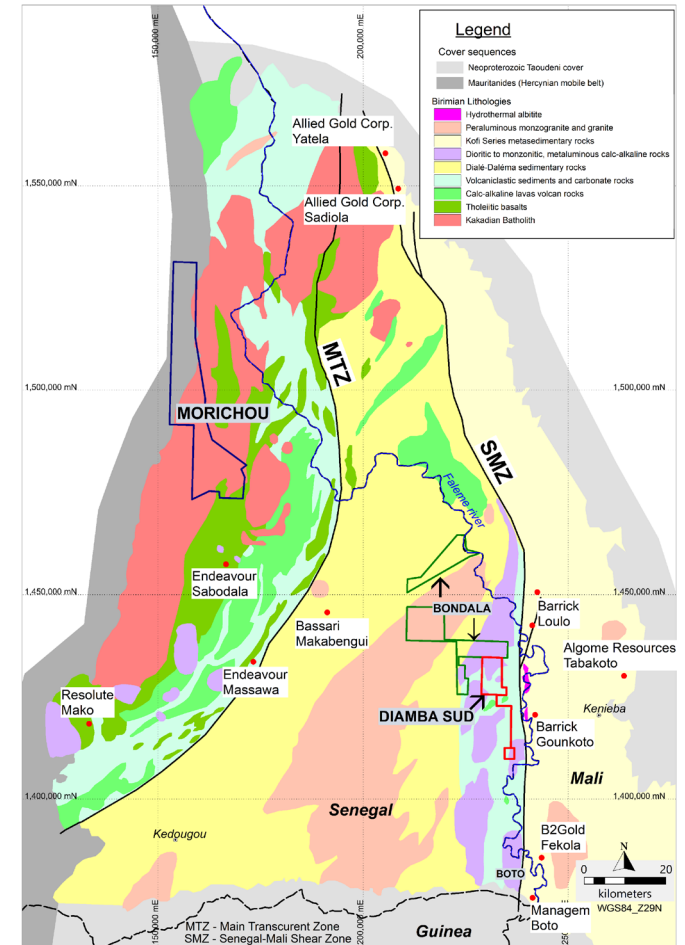 150,000 mE
200,000 mE
Legend
Cover sequences
Neoproterozoic Taoudeni cover
Mauritanides (Hercynian mobile belt)
Birimian Lithologies
Hydrothermal albitite
Peraluminous monzogranite and granite
Kofi Series metasedimentary rocks
Dioritic to monzonitic, metaluminous calc-alkaline rocks
Dialé-Daléma sedimentary rocks
Volcaniclastic sediments and carbonate rocks
Calc-alkaline lavas volcan rocks
Tholeiitic basalts
Kakadian Batholith
Allied Gold Corp.
Yatela
1,550,000 mN
Allied Gold Corp.
Sadiola
MTZ
1,500,000 mN
1,500,000 mN
MORICHOU
SMZ
Faleme river
Endeavour
Sabodala
1,450,000 mN
1,450,000 mN
BONDALA
Barrick
Loulo
Bassari
Makabengui
Algome Resources
Tabakoto
Endeavour
Massawa
Resolute
Mako
DIAMBA SUD
Kenieba
Barrick
Gounkoto
Mali
1,400,000 mN
1,400,000 mN
Senegal
Kedougou
B2Gold
Fekola
N
BOTO
0
20
kilometers
WGS84_Z29N
Managem
Boto
MTZ - Main Transcurent Zone
SMZ - Senegal-Mali Shear Zone
Guinea
150,000 mE
200,000 mE